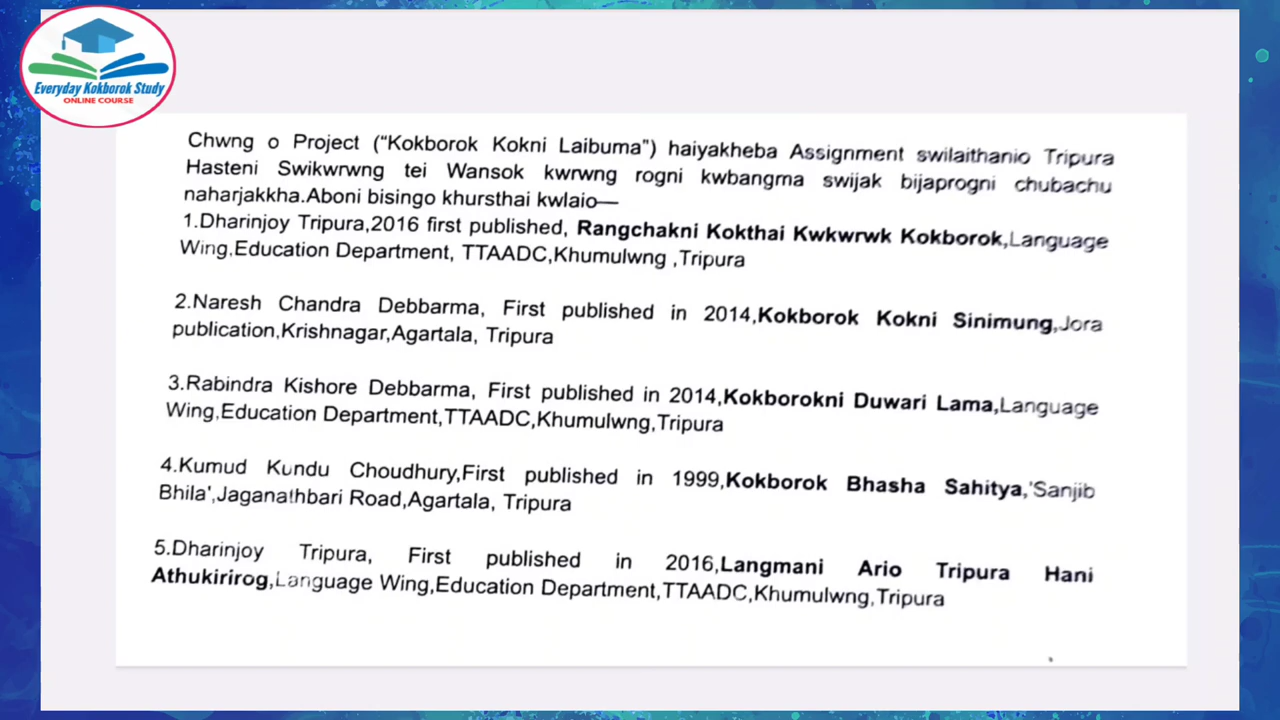 Everyday Kokborok Study
ONLINE COURSE
Chwng o Project (“Kokborok Kokni Laibuma”) haiyakheba Assignment swilaithanio Tripura
Hasteni Swikwrwng tei Wansok kwrwng rogni kwbangma swijak bijaprogni chubachu
naharjakkha.Aboni bisingo khursthai kwlaio—
1.Dharinjoy Tripura,2016 first published, Rangchakni Kokthai Kwkwrwk Kokborok,Language
Wing,Education Department, TTAADC,Khumulwng ,Tripura
2.Naresh Chandra Debbarma, First published in 2014,Kokborok Kokni Sinimung,Jora
publication,Krishnagar,Agartala, Tripura
3.Rabindra Kishore Debbarma, First published in 2014,Kokborokni Duwari Lama,Language
Wing,Education Department,TTAADC,Khumulwng,Tripura
4.Kumud Kundu Choudhury,First published in 1999,Kokborok Bhasha Sahitya,'Sanjib
Bhila',Jaganathbari Road,Agartala, Tripura
5.Dharinjoy Tripura, First published in 2016,Langmani Ario Tripura Hani
Athukirirog,Language Wing,Education Department,TTAADC,Khumulwng,Tripura